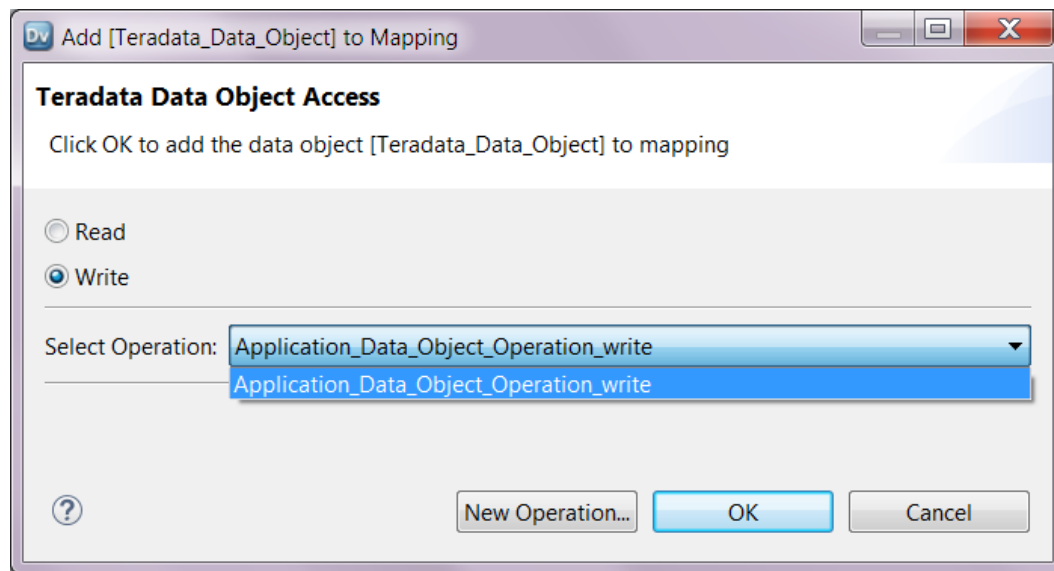 Dv Add [Teradata_Data_Object] to Mapping
X
Teradata Data Object Access
Click OK to add the data object [Teradata_Data_Object] to mapping
Read
Write
Select Operation: Application_Data_Object_Operation_write
Application_Data_Object_Operation_write
? New Operation... OK Cancel